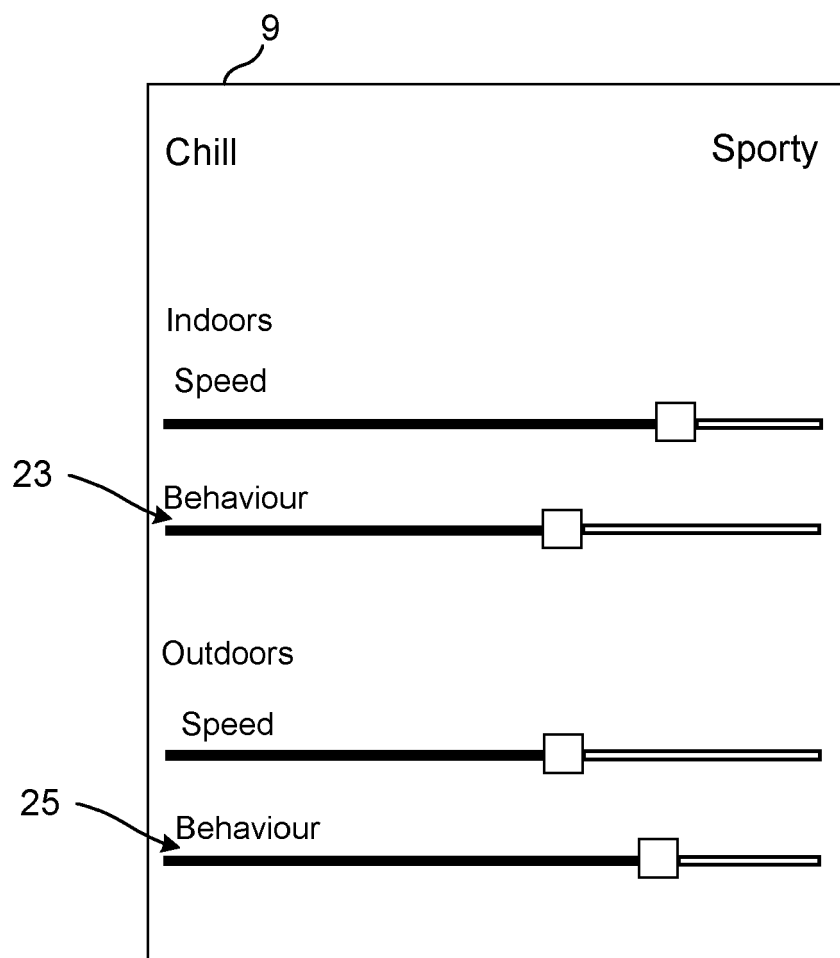 9
Chill Sporty
Indoors
Speed
23
Behaviour
Outdoors
Speed
25
Behaviour